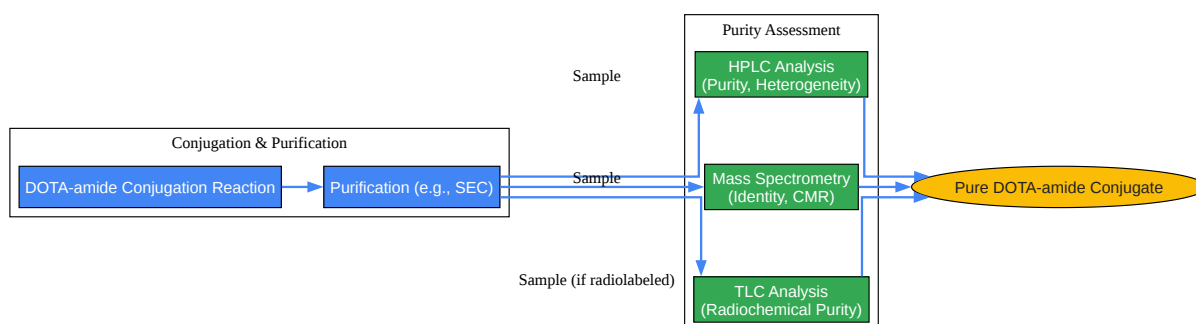 Purity Assessment
HPLC Analysis
(Purity, Heterogeneity)
Sample
Conjugation & Purification
DOTA-amide Conjugation Reaction
Purification (e.g., SEC)
Sample
Mass Spectrometry
(Identity, CMR)
Pure DOTA-amide Conjugate
Sample (if radiolabeled)
TLC Analysis
(Radiochemical Purity)